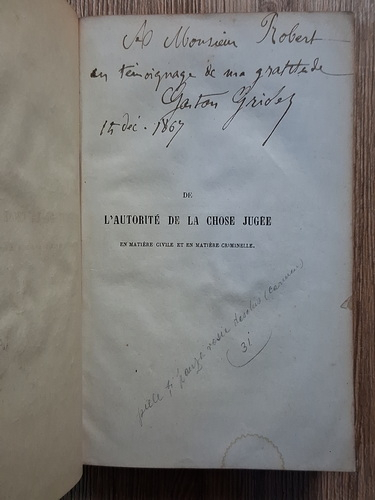 A Monsieur Robert
en témoignage de ma gratitude
Gaston Griolet
15 déc. 1867
DE
L'AUTORITÉ DE LA CHOSE JUGÉE
EN MATIÈRE CIVILE ET EN MATIÈRE CRIMINELLE.
31